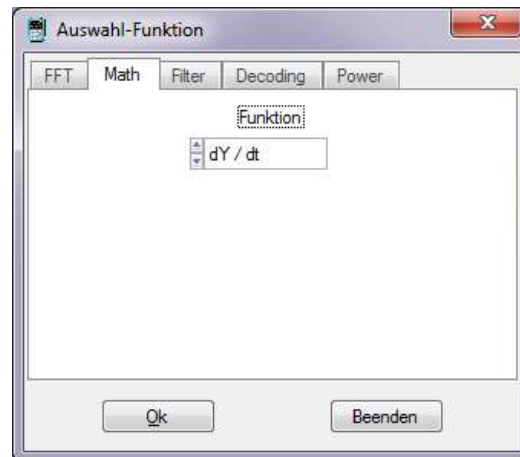 Auswahl-Funktion
FFT Math Filter Decoding Power
Funktion
dY / dt
Ok Beenden